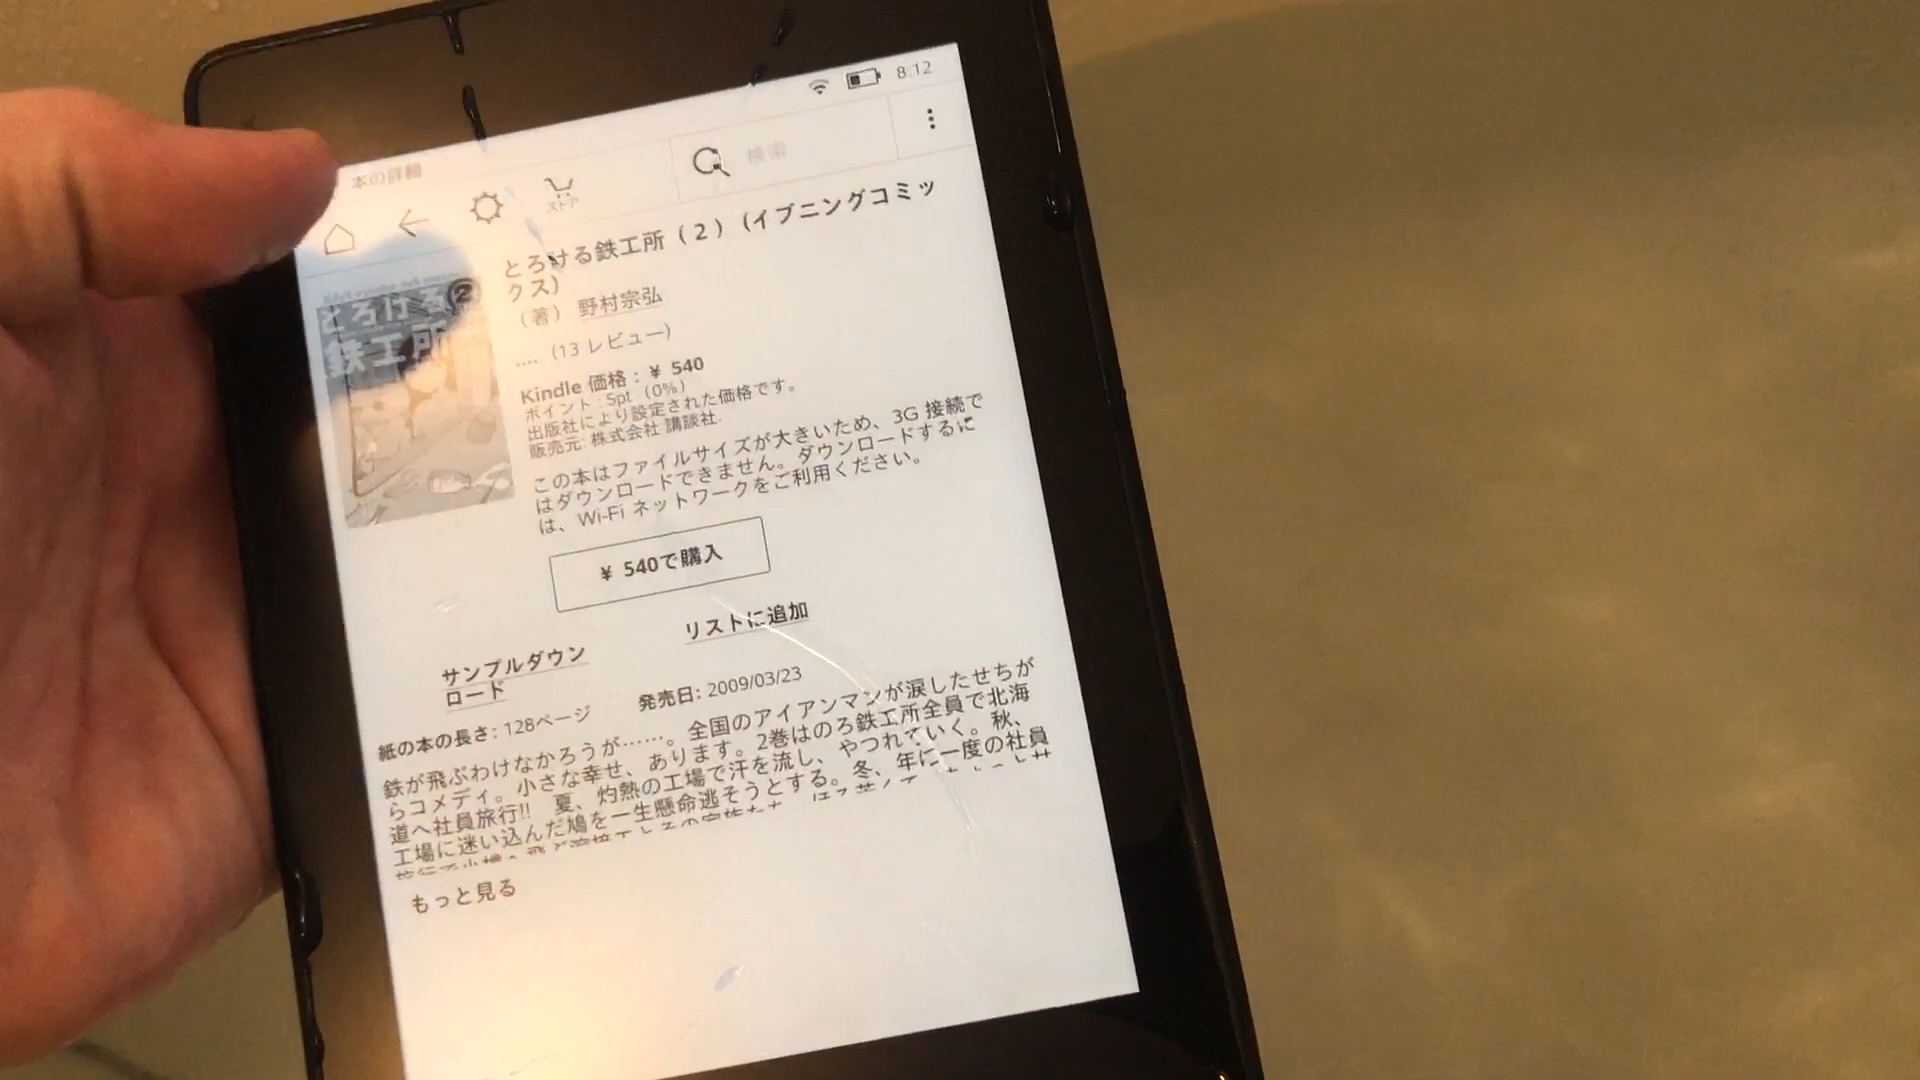 8:12
本の詳細
ストア
検索
とろける鉄工所（２）（イブニングコミッ
クス）
（著） 野村宗弘
.... （13 レビュー）
Kindle 価格：¥ 540
ポイント : 5pt （0%）
出版社により設定された価格です。
販売元: 株式会社 講談社.
この本はファイルサイズが大きいため、3G 接続で
はダウンロードできません。ダウンロードするに
は、Wi-Fi ネットワークをご利用ください。
とろける②
鉄工所
¥ 540で購入
リストに追加
サンプルダウン
ロード
発売日: 2009/03/23
紙の本の長さ: 128ページ
鉄が飛ぶわけなかろうが……。全国のアイアンマンが涙したせちが
らコメディ。小さな幸せ、あります。2巻はのろ鉄工所全員で北海
道へ社員旅行!! 夏、灼熱の工場で汗を流し、やつれていく。秋、
工場に迷い込んだ鳩を一生懸命逃そうとする。冬、年に一度の社員
もっと見る